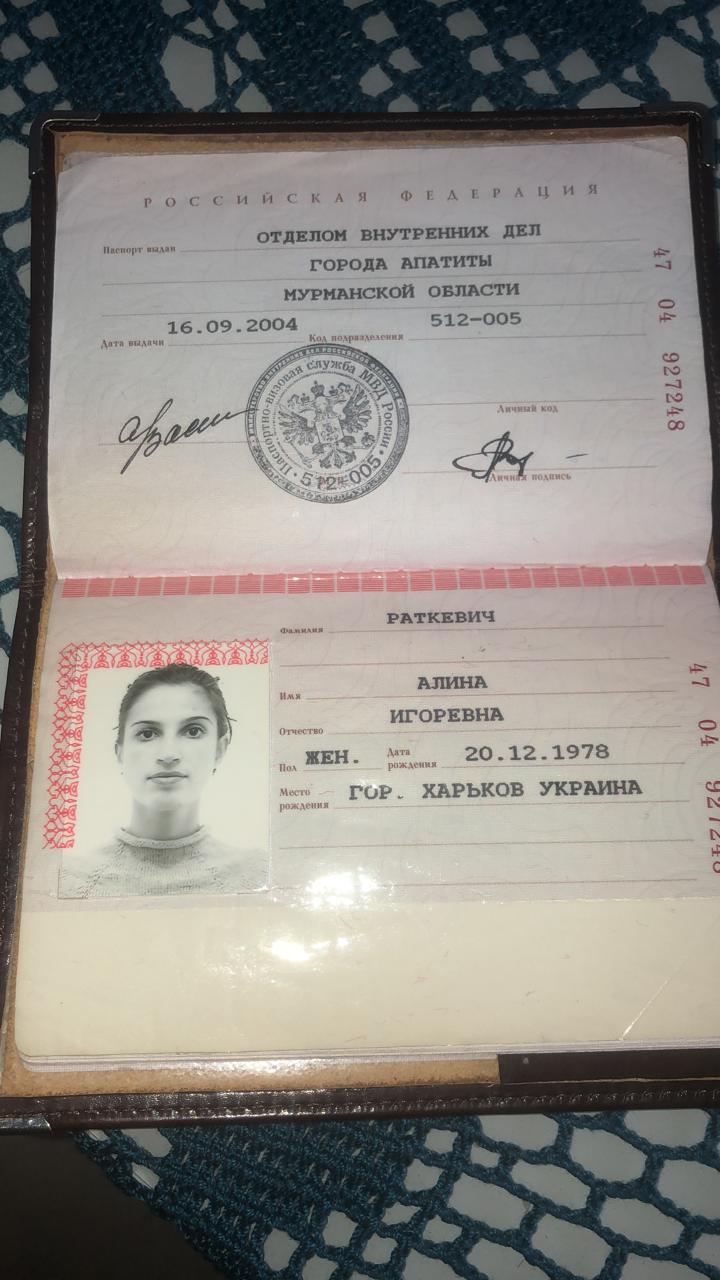 РОССИЙСКАЯ ФЕДЕРАЦИЯ
Паспорт выдан ОТДЕЛОМ ВНУТРЕННИХ ДЕЛ
ГОРОДА АПАТИТЫ
МУРМАНСКОЙ ОБЛАСТИ
Дата выдачи 16.09.2004 Код подразделения 512-005
Личный код
Личная подпись
Паспортно-визовая служба МВД России
512-005
47 04 927248
Фамилия РАТКЕВИЧ
Имя АЛИНА
Отчество ИГОРЕВНА
Пол ЖЕН. Дата рождения 20.12.1978
Место рождения ГОР. ХАРЬКОВ УКРАИНА
47 04 927248